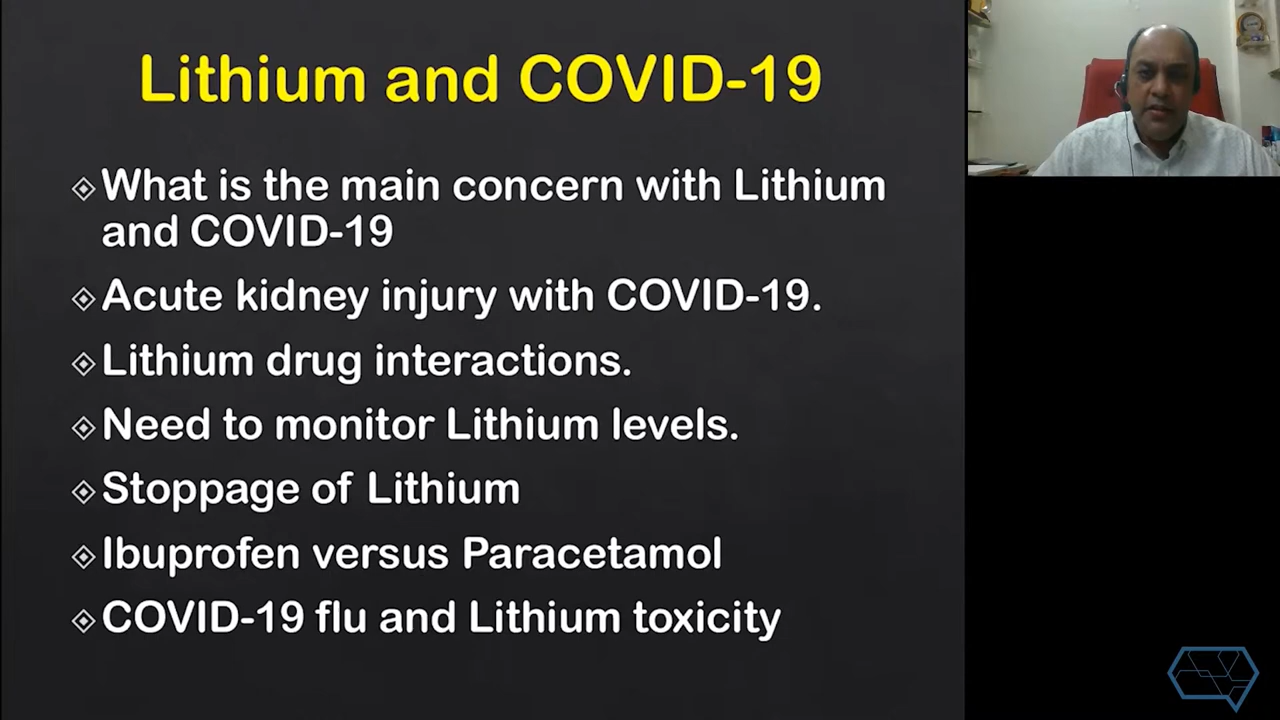 Lithium and COVID-19
What is the main concern with Lithium
and COVID-19
Acute kidney injury with COVID-19.
Lithium drug interactions.
Need to monitor Lithium levels.
Stoppage of Lithium
Ibuprofen versus Paracetamol
COVID-19 flu and Lithium toxicity